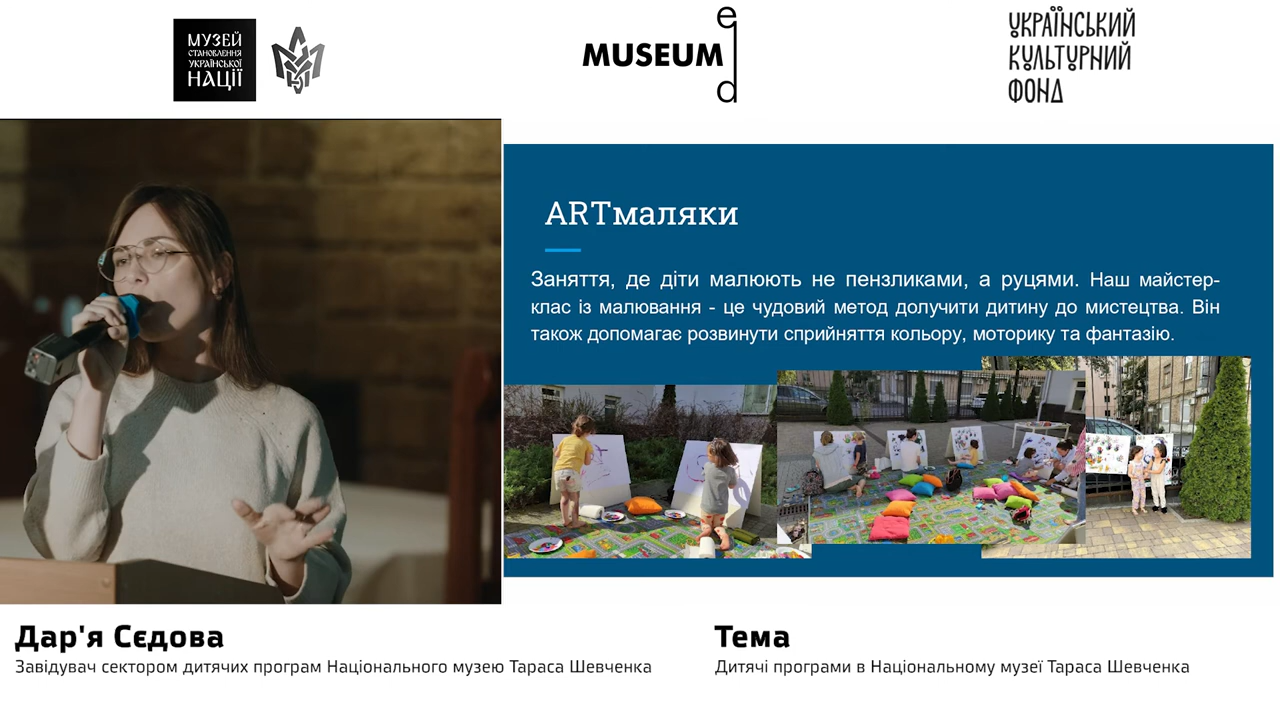 МУЗЕЙ
СТАНОВЛЕННЯ
УКРАЇНСЬКОЇ
НАЦІЇ
MUSEUM
ed
УКРАЇНСЬКИЙ
КУЛЬТУРНИЙ
ФОНД
ARTмаляки
Заняття, де діти малюють не пензликами, а руцями. Наш майстер-
клас із малювання - це чудовий метод долучити дитину до мистецтва. Він
також допомагає розвинути сприйняття кольору, моторику та фантазію.
Дар'я Сєдова
Завідувач сектором дитячих програм Національного музею Тараса Шевченка
Тема
Дитячі програми в Національному музеї Тараса Шевченка